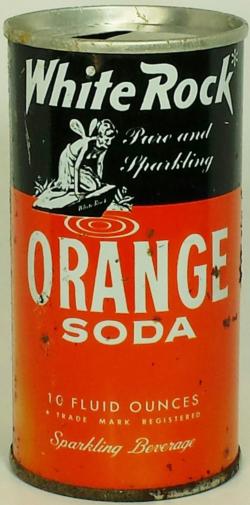 White Rock*
Pure and
Sparkling
White Rock
ORANGE
SODA
10 FLUID OUNCES
* TRADE MARK REGISTERED
Sparkling Beverage